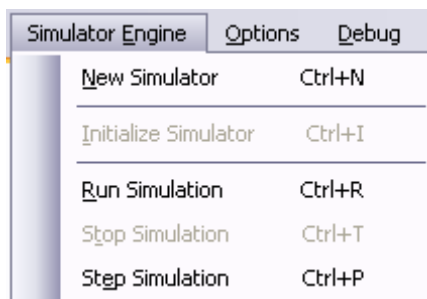 Simulator Engine Options Debug
New Simulator Ctrl+N
Initialize Simulator Ctrl+I
Run Simulation Ctrl+R
Stop Simulation Ctrl+T
Step Simulation Ctrl+P